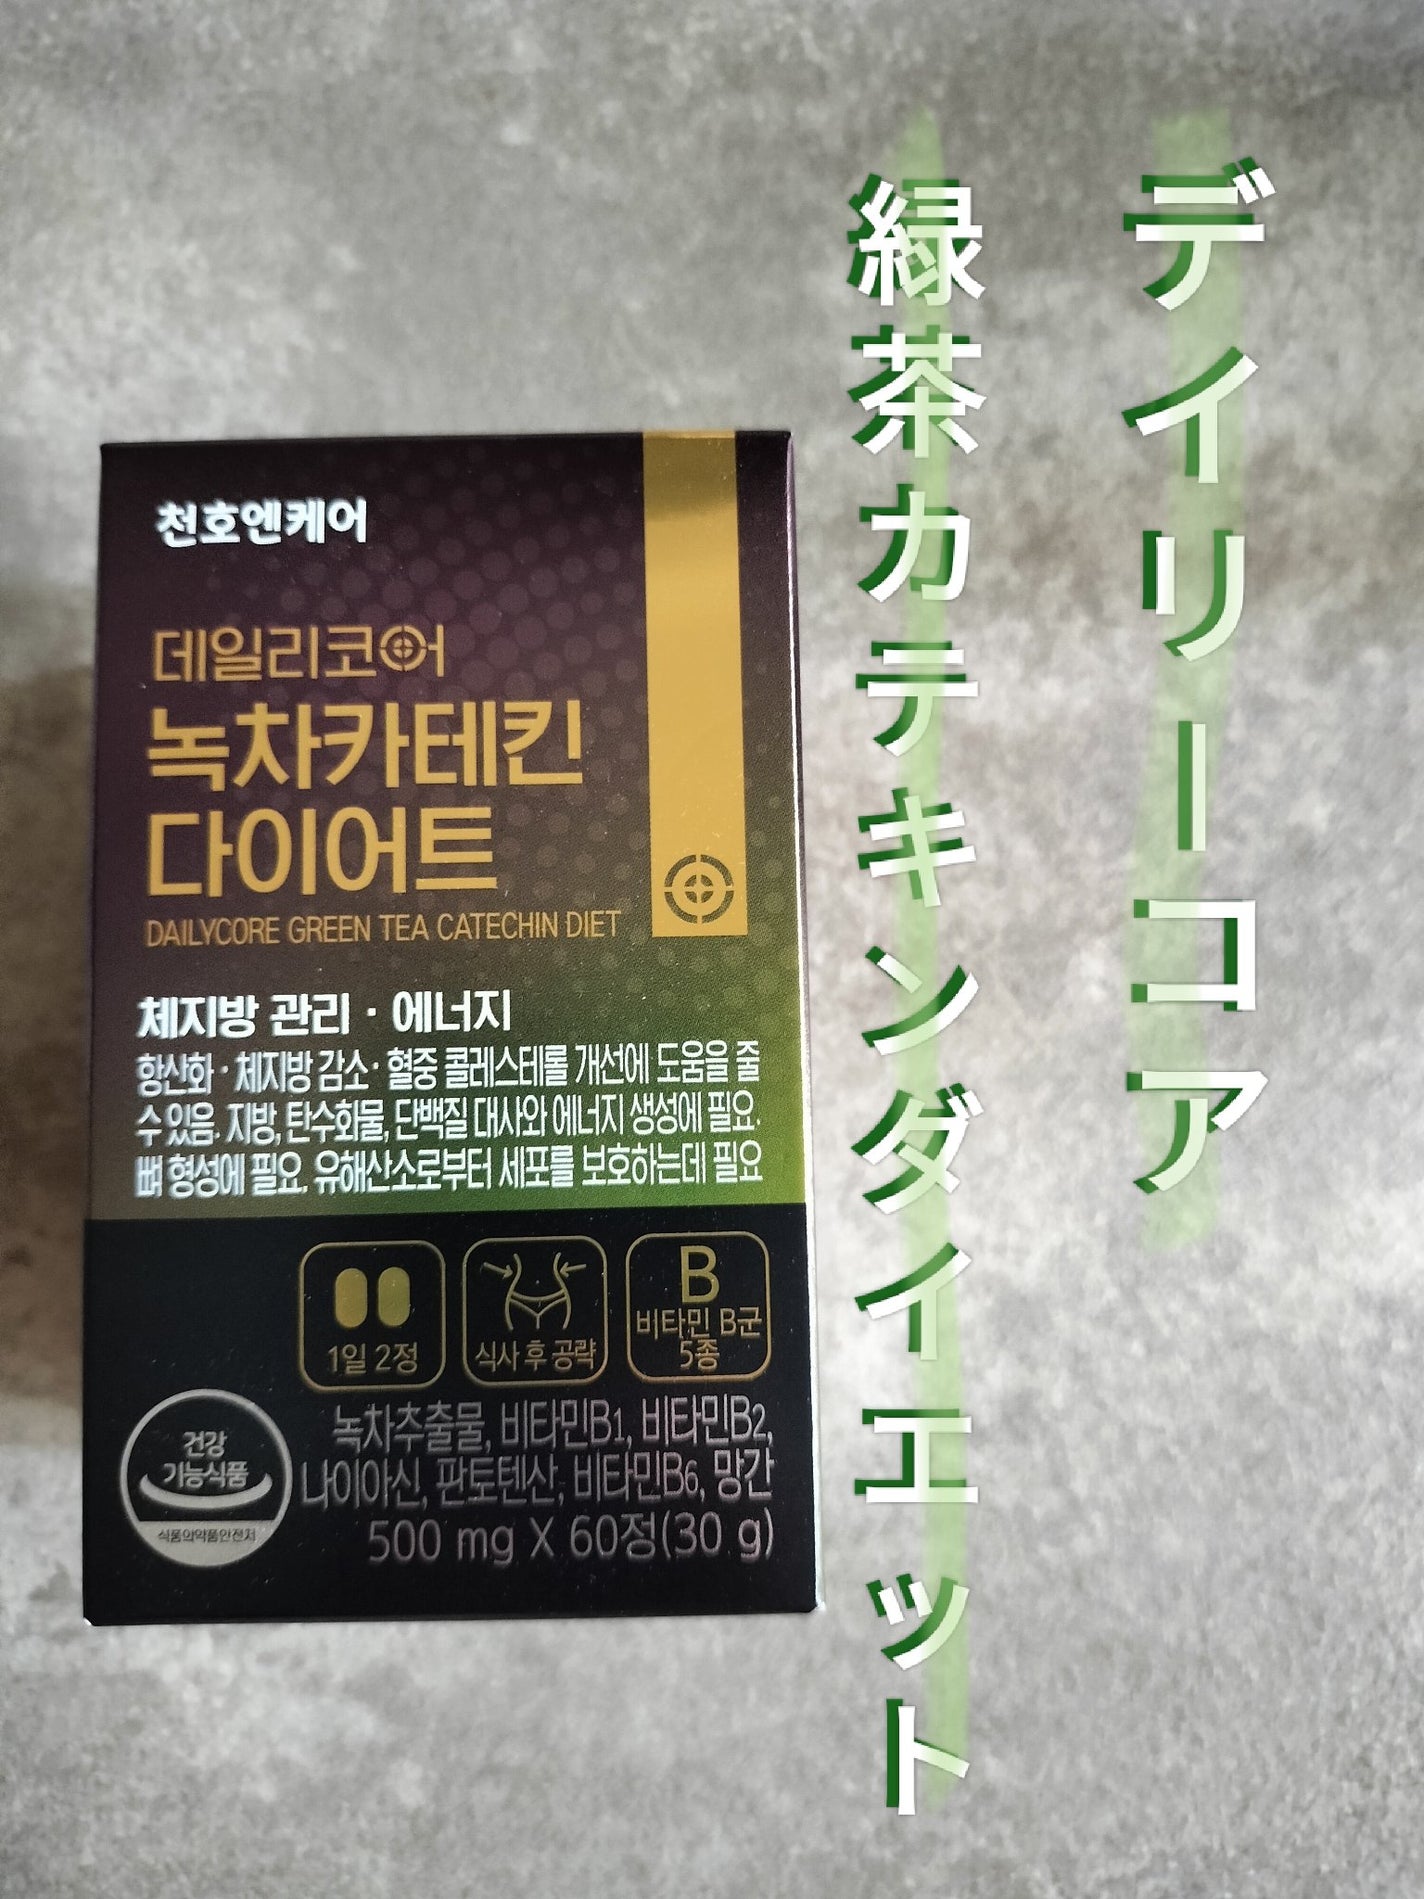 デイリーコア
緑茶カテキンダイエット
천호엔케어
데일리코어
녹차카테킨
다이어트
DAILYCORE GREEN TEA CATECHIN DIET
체지방 관리 · 에너지
항산화 · 체지방 감소 · 혈중 콜레스테롤 개선에 도움을 줄
수 있음. 지방, 탄수화물, 단백질 대사와 에너지 생성에 필요.
뼈 형성에 필요. 유해산소로부터 세포를 보호하는데 필요
1일 2정
식사 후 공략
B
비타민 B군
5종
건강
기능식품
식품의약품안전처
녹차추출물, 비타민B1, 비타민B2,
나이아신, 판토텐산, 비타민B6, 망간
500 mg X 60정(30 g)